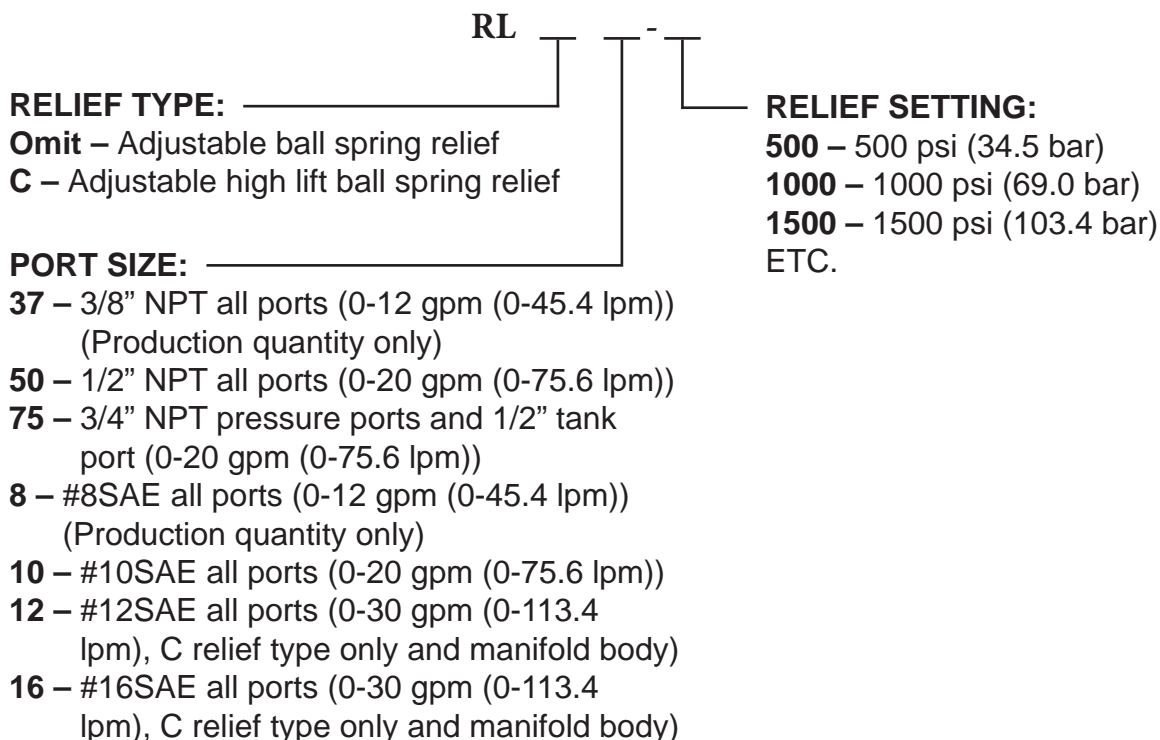 RL __ __-__
RELIEF TYPE:
Omit – Adjustable ball spring relief
C – Adjustable high lift ball spring relief
PORT SIZE:
37 – 3/8” NPT all ports (0-12 gpm (0-45.4 lpm))
(Production quantity only)
50 – 1/2” NPT all ports (0-20 gpm (0-75.6 lpm))
75 – 3/4” NPT pressure ports and 1/2” tank
port (0-20 gpm (0-75.6 lpm))
8 – #8SAE all ports (0-12 gpm (0-45.4 lpm))
(Production quantity only)
10 – #10SAE all ports (0-20 gpm (0-75.6 lpm))
12 – #12SAE all ports (0-30 gpm (0-113.4
lpm), C relief type only and manifold body)
16 – #16SAE all ports (0-30 gpm (0-113.4
lpm), C relief type only and manifold body)
RELIEF SETTING:
500 – 500 psi (34.5 bar)
1000 – 1000 psi (69.0 bar)
1500 – 1500 psi (103.4 bar)
ETC.